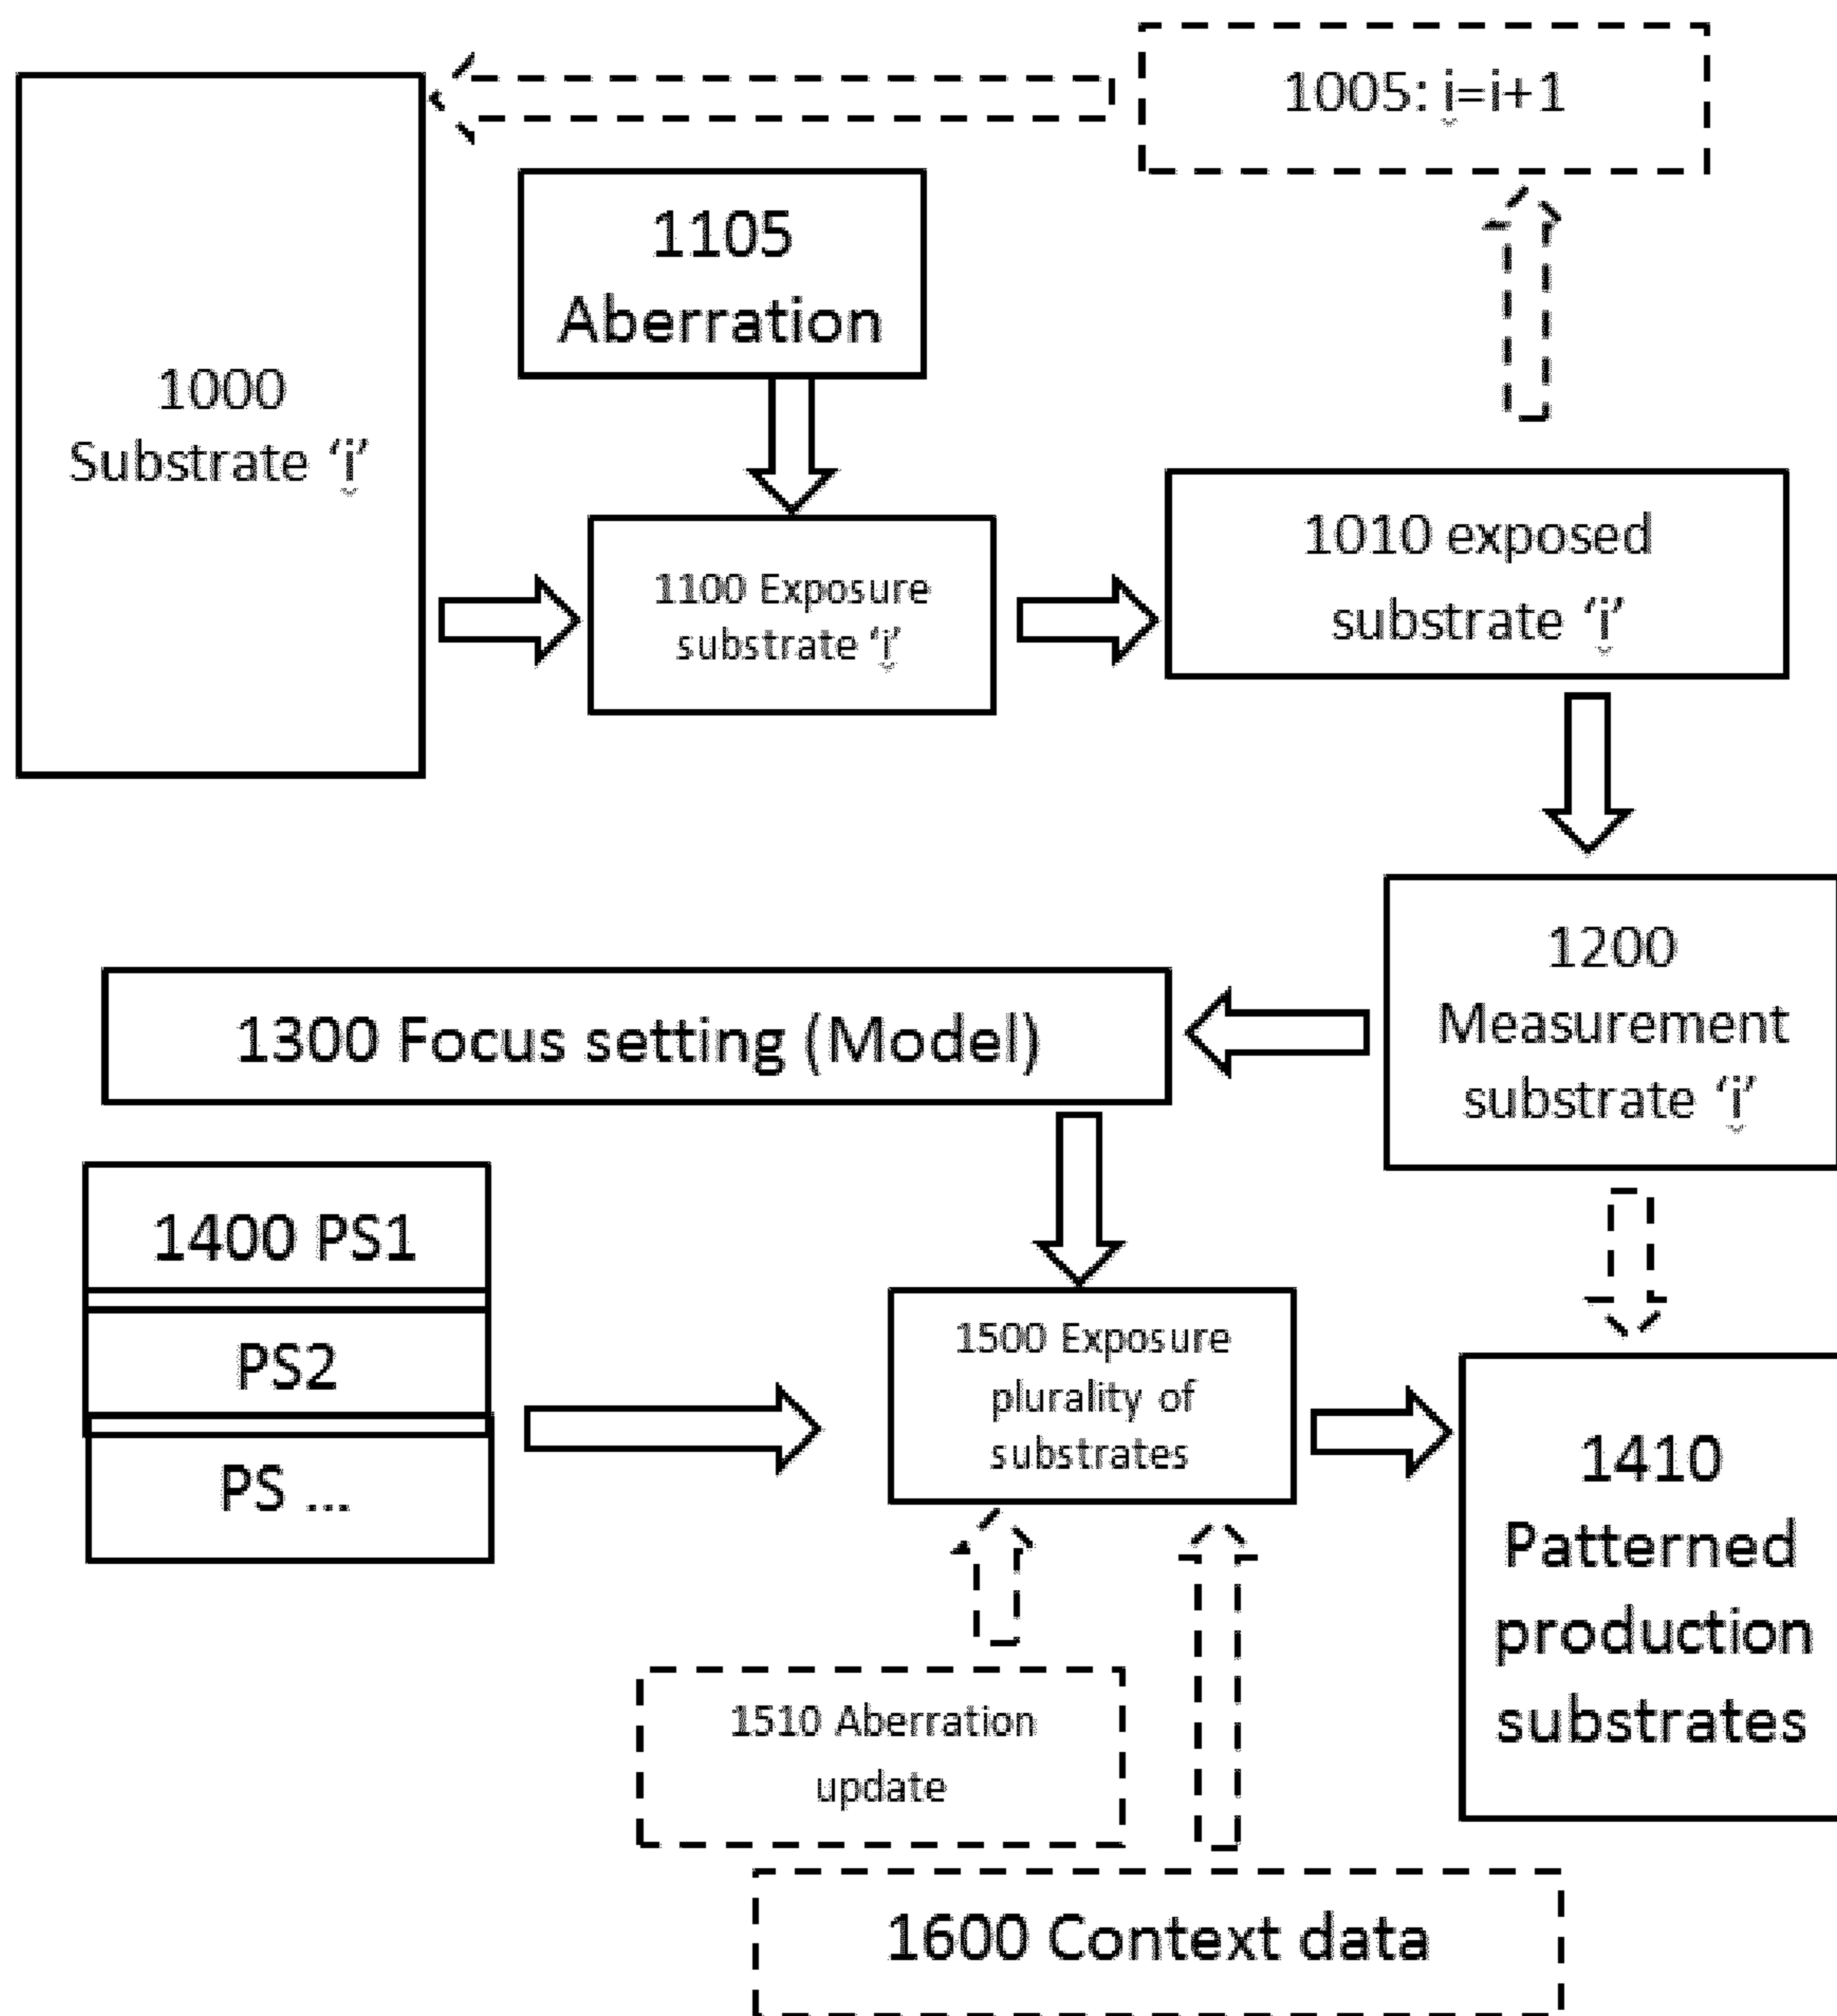 1005: i=i+1
1105
Aberration
1000
Substrate ‘i’
1010 exposed
substrate ‘i’
1100 Exposure
substrate ‘i’
1200
Measurement
substrate ‘i’
1300 Focus setting (Model)
1400 PS1
PS2
PS ...
1500 Exposure
plurality of
substrates
1410
Patterned
production
substrates
1510 Aberration
update
1600 Context data